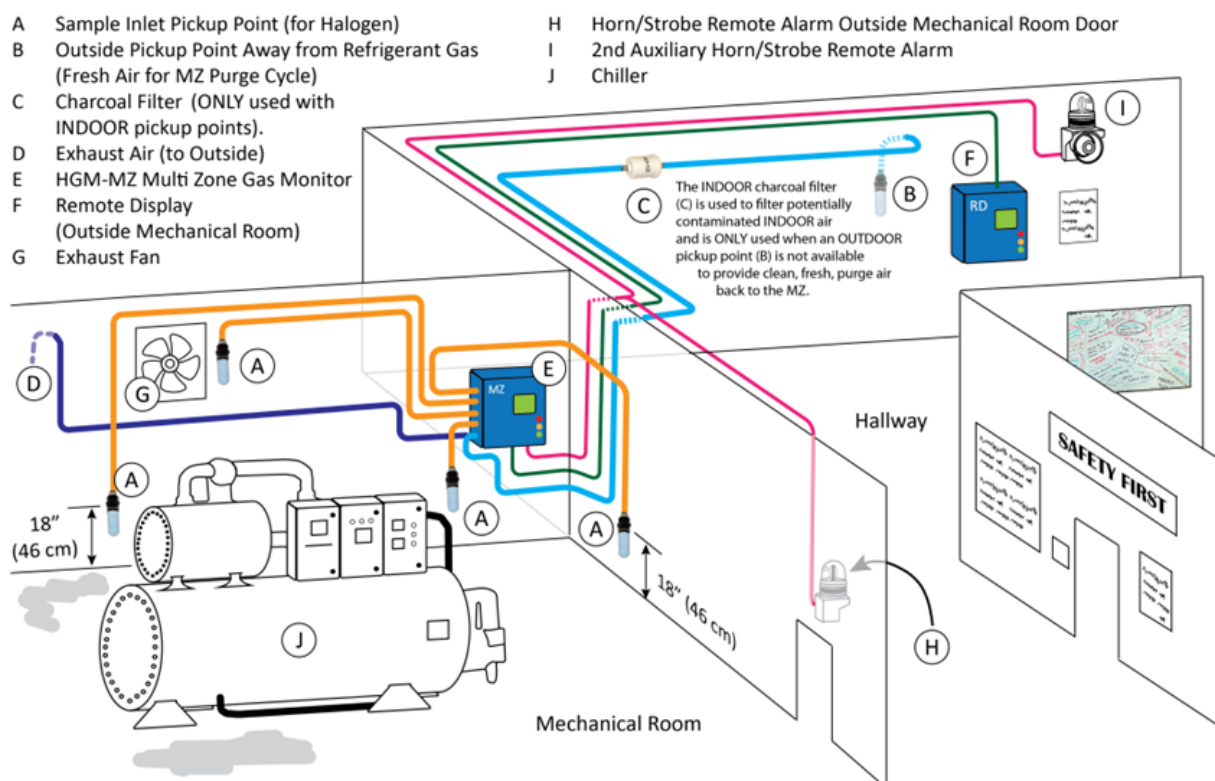 A Sample Inlet Pickup Point (for Halogen)
B Outside Pickup Point Away from Refrigerant Gas
(Fresh Air for MZ Purge Cycle)
C Charcoal Filter (ONLY used with
INDOOR pickup points).
D Exhaust Air (to Outside)
E HGM-MZ Multi Zone Gas Monitor
F Remote Display
(Outside Mechanical Room)
G Exhaust Fan
H Horn/Strobe Remote Alarm Outside Mechanical Room Door
I 2nd Auxiliary Horn/Strobe Remote Alarm
J Chiller
I
F
C
B
RD
The INDOOR charcoal filter
(C) is used to filter potentially
contaminated INDOOR air
and is ONLY used when an OUTDOOR
pickup point (B) is not available
to provide clean, fresh, purge air
back to the MZ.
D
G
A
E
MZ
Hallway
SAFETY FIRST
A
A
A
18"
(46 cm)
18" (46 cm)
J
H
Mechanical Room